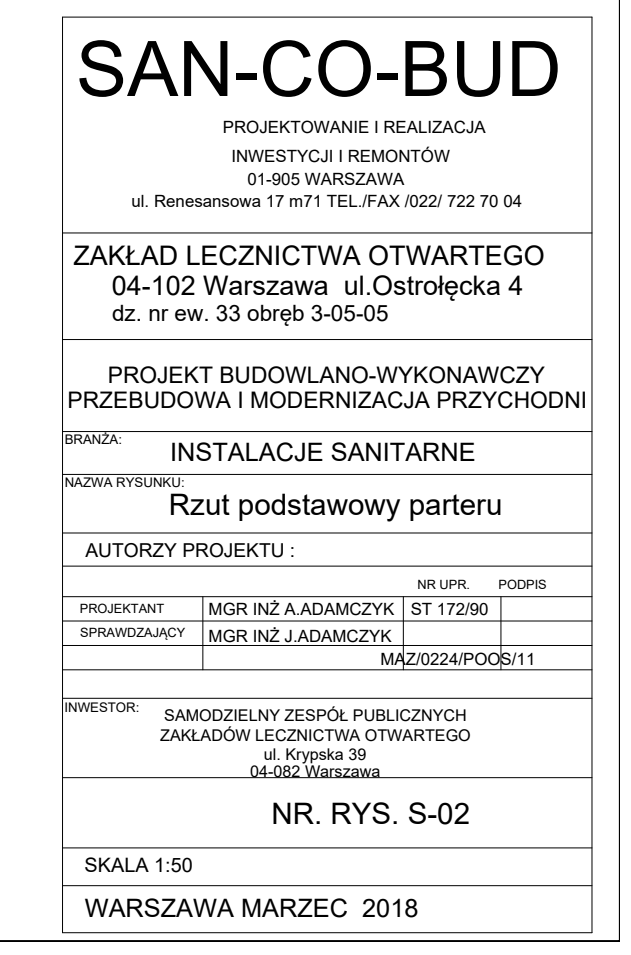 SAN-CO-BUD
PROJEKTOWANIE I REALIZACJA
INWESTYCJI I REMONTÓW
01-905 WARSZAWA
ul. Renesansowa 17 m71 TEL./FAX /022/ 722 70 04
ZAKŁAD LECZNICTWA OTWARTEGO
04-102 Warszawa ul.Ostrołęcka 4
dz. nr ew. 33 obręb 3-05-05
PROJEKT BUDOWLANO-WYKONAWCZY
PRZEBUDOWA I MODERNIZACJA PRZYCHODNI
BRANŻA:
INSTALACJE SANITARNE
NAZWA RYSUNKU:
Rzut podstawowy parteru
AUTORZY PROJEKTU :
NR UPR. PODPIS
PROJEKTANT MGR INŻ A.ADAMCZYK ST 172/90
SPRAWDZAJĄCY MGR INŻ J.ADAMCZYK
MAZ/0224/POOS/11
INWESTOR:
SAMODZIELNY ZESPÓŁ PUBLICZNYCH
ZAKŁADÓW LECZNICTWA OTWARTEGO
ul. Krypska 39
04-082 Warszawa
NR. RYS. S-02
SKALA 1:50
WARSZAWA MARZEC 2018